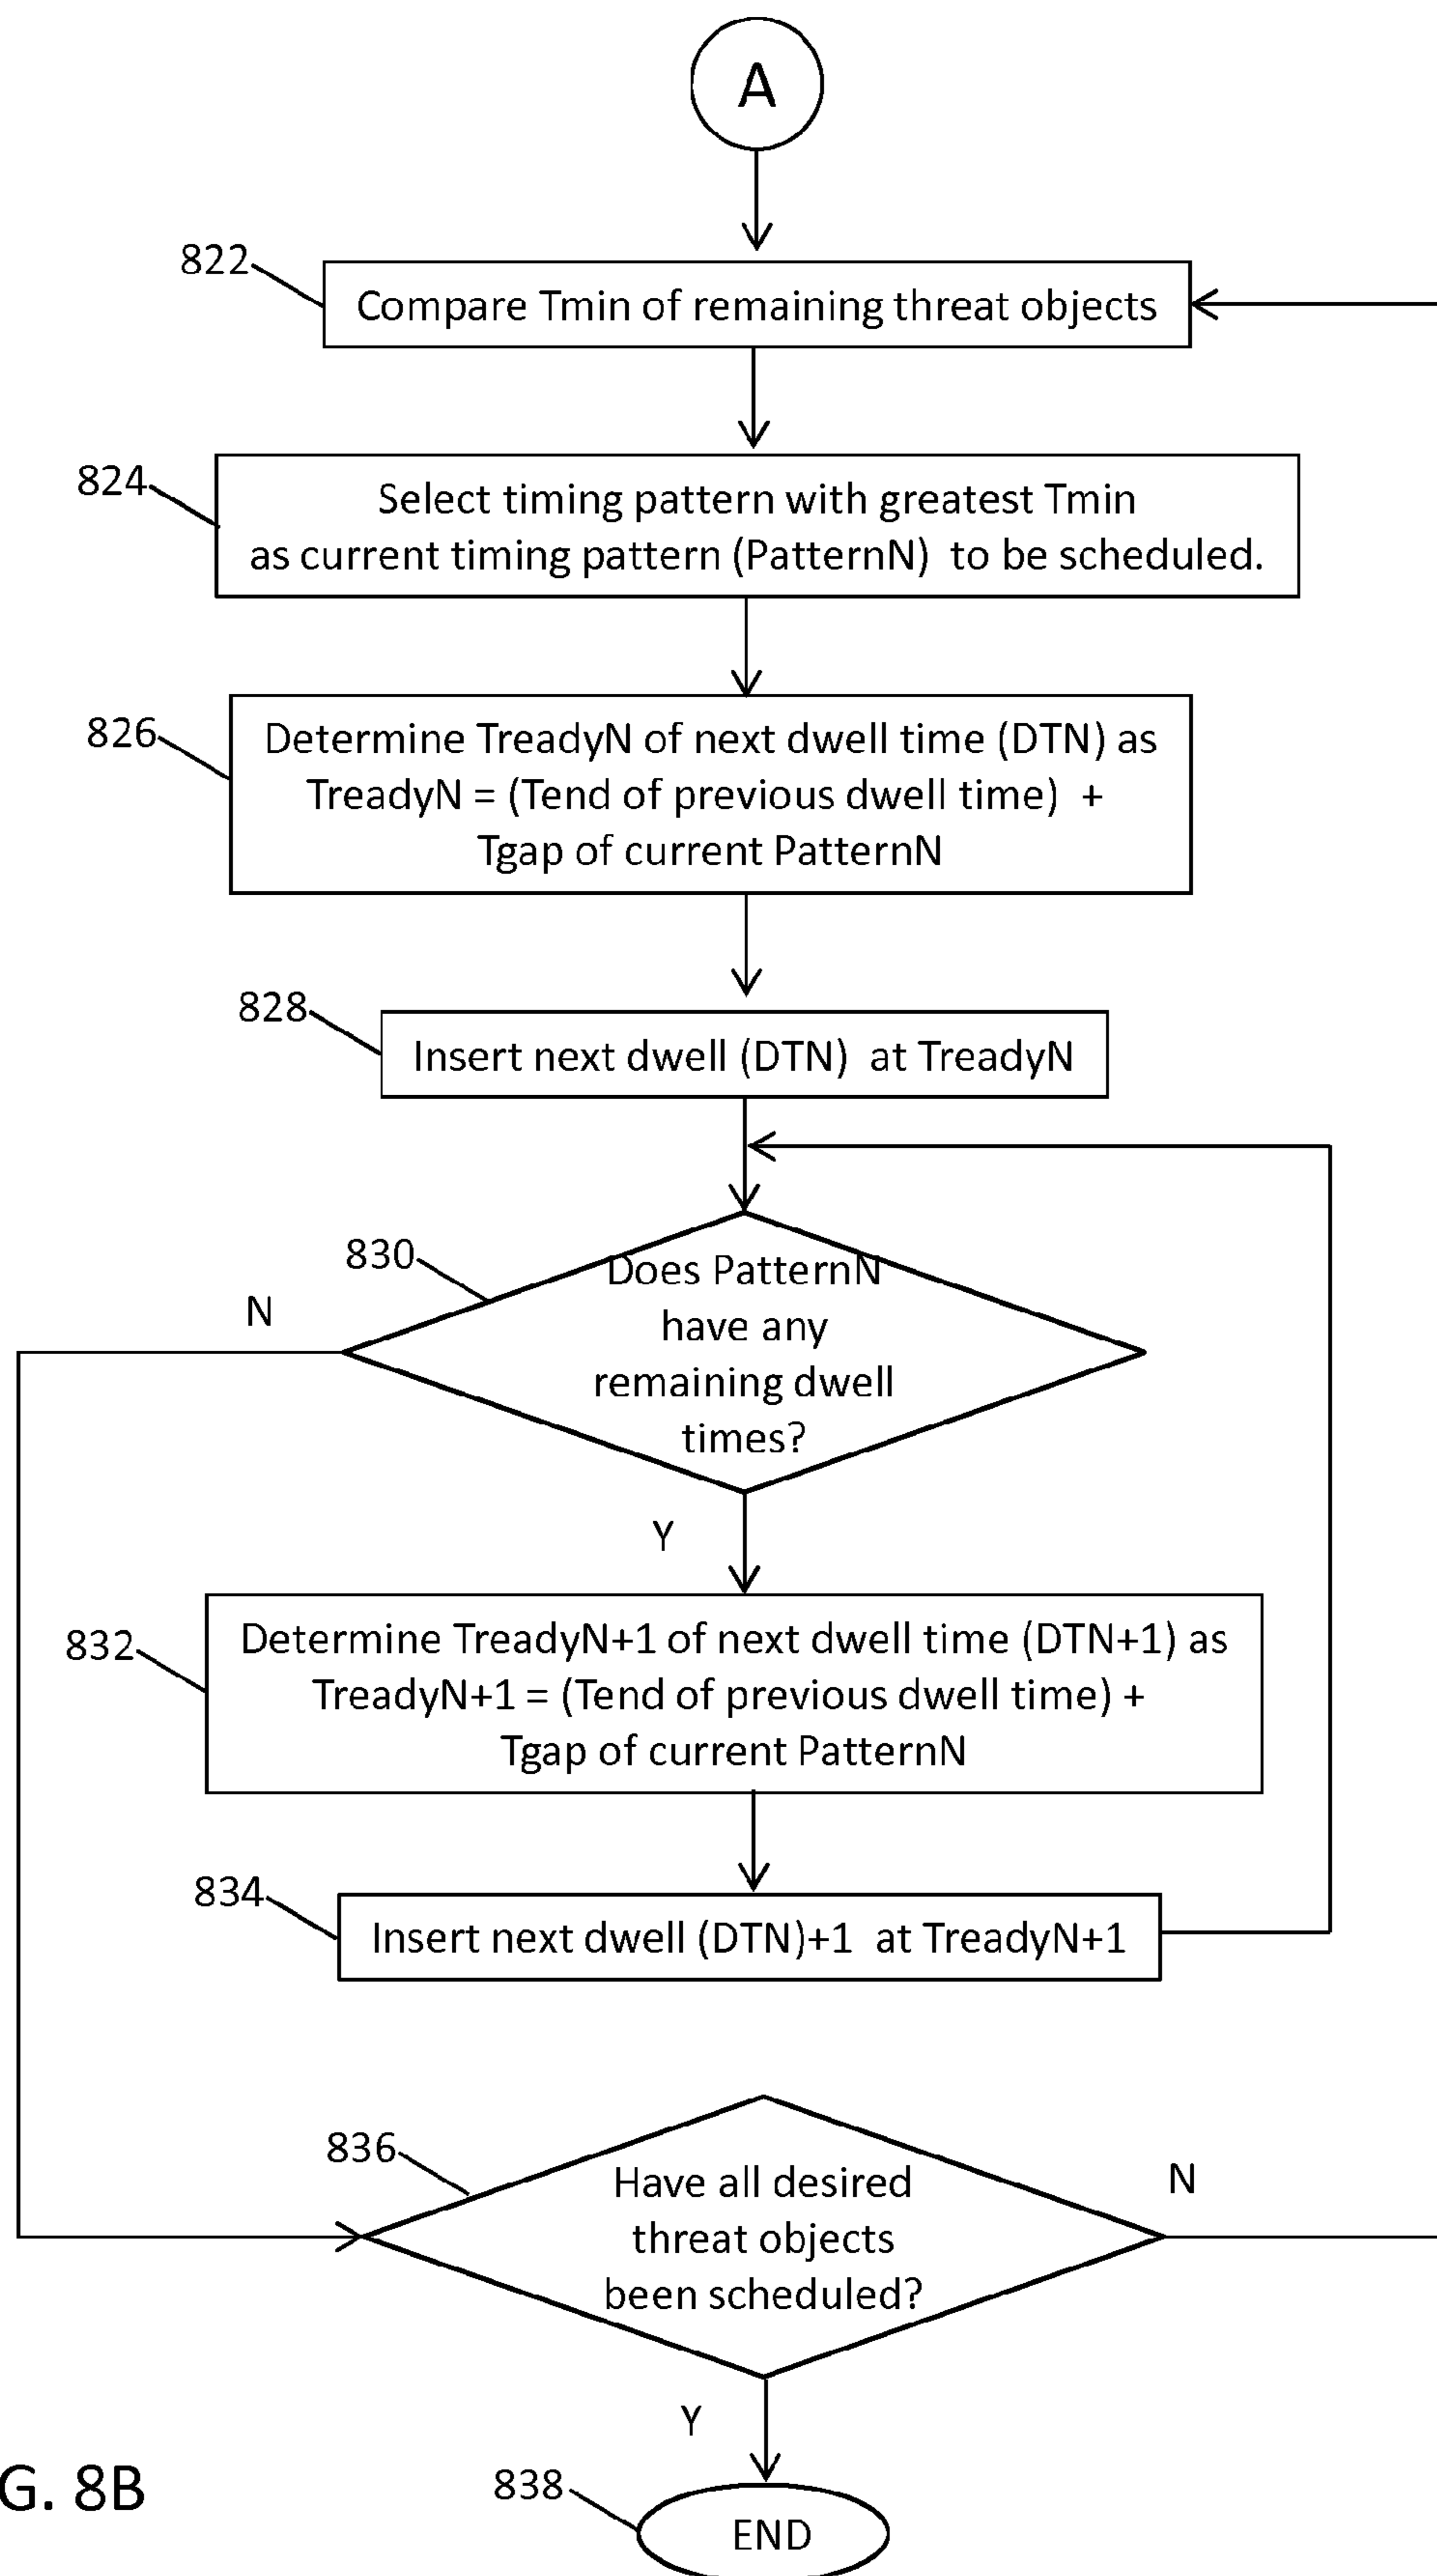 A
822
Compare Tmin of remaining threat objects
824
Select timing pattern with greatest Tmin
as current timing pattern (PatternN) to be scheduled.
826
Determine TreadyN of next dwell time (DTN) as
TreadyN = (Tend of previous dwell time) +
Tgap of current PatternN
828
Insert next dwell (DTN) at TreadyN
830
Does PatternN
have any
remaining dwell
times?
N
Y
832
Determine TreadyN+1 of next dwell time (DTN+1) as
TreadyN+1 = (Tend of previous dwell time) +
Tgap of current PatternN
834
Insert next dwell (DTN)+1 at TreadyN+1
836
Have all desired
threat objects
been scheduled?
N
Y
G. 8B
838
END